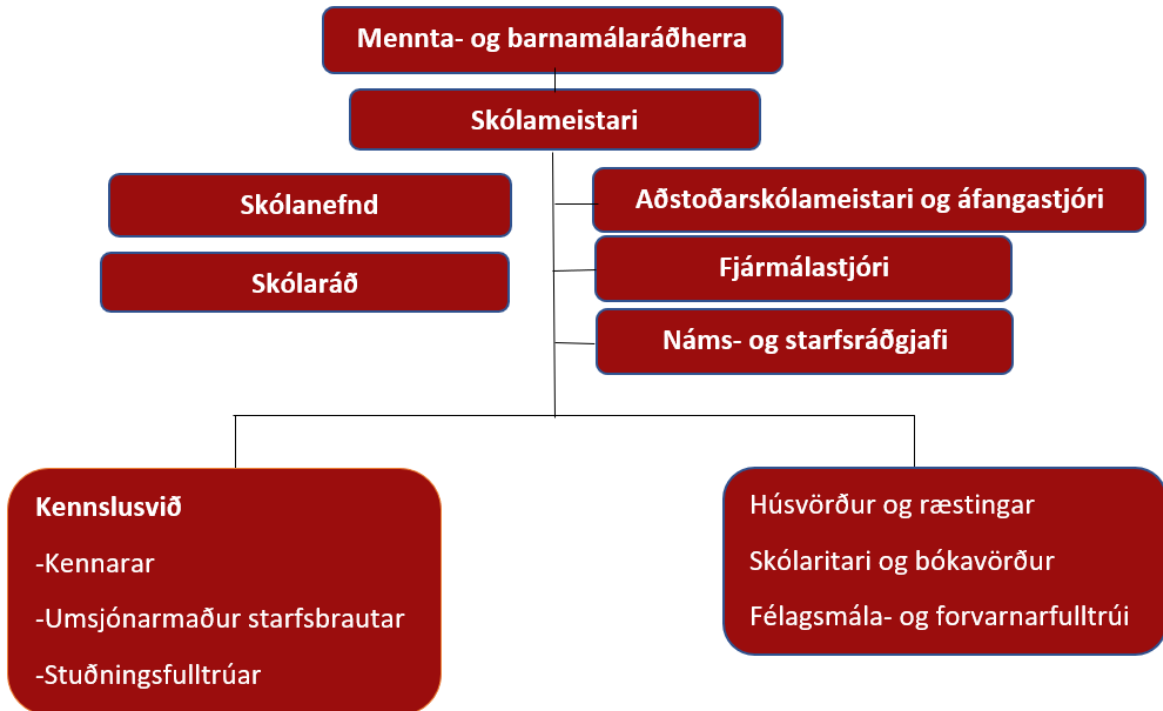 Mennta- og barnamálaráðherra
Skólameistari
Skólanefnd
Aðstoðarskólameistari og áfangastjóri
Skólaráð
Fjármálastjóri
Náms- og starfsráðgjafi
Kennslusvið
-Kennarar
-Umsjónarmaður starfsbrautar
-Stuðningsfulltrúar
Húsvörður og ræstingar
Skólaritari og bókavörður
Félagsmála- og forvarnarfulltrúi